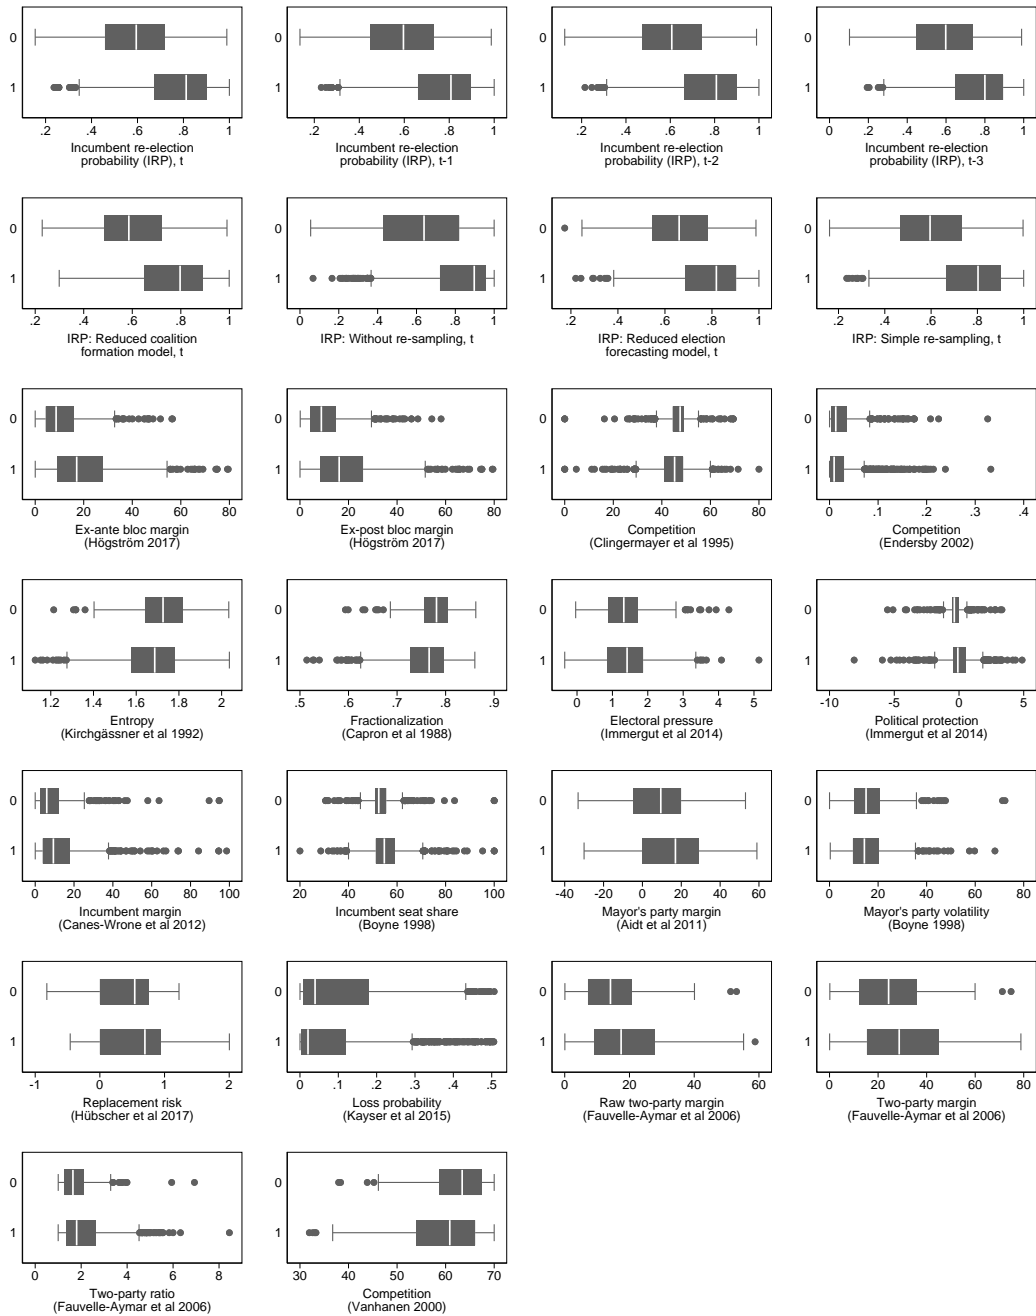 0
1
.2 .4 .6 .8 1
Incumbent re-election
probability (IRP), t
0
1
.2 .4 .6 .8 1
Incumbent re-election
probability (IRP), t-1
0
1
.2 .4 .6 .8 1
Incumbent re-election
probability (IRP), t-2
0
1
0 .2 .4 .6 .8 1
Incumbent re-election
probability (IRP), t-3
0
1
.2 .4 .6 .8 1
IRP: Reduced coalition
formation model, t
0
1
0 .2 .4 .6 .8 1
IRP: Without re-sampling, t
0
1
.2 .4 .6 .8 1
IRP: Reduced election
forecasting model, t
0
1
.2 .4 .6 .8 1
IRP: Simple re-sampling, t
0
1
0 20 40 60 80
Ex-ante bloc margin
(Högström 2017)
0
1
0 20 40 60 80
Ex-post bloc margin
(Högström 2017)
0
1
0 20 40 60 80
Competition
(Clingermayer et al 1995)
0
1
0 .1 .2 .3 .4
Competition
(Endersby 2002)
0
1
1.2 1.4 1.6 1.8 2
Entropy
(Kirchgässner et al 1992)
0
1
.5 .6 .7 .8 .9
Fractionalization
(Capron et al 1988)
0
1
0 1 2 3 4 5
Electoral pressure
(Immergut et al 2014)
0
1
-10 -5 0 5
Political protection
(Immergut et al 2014)
0
1
0 20 40 60 80 100
Incumbent margin
(Canes-Wrone et al 2012)
0
1
20 40 60 80 100
Incumbent seat share
(Boyne 1998)
0
1
-40 -20 0 20 40 60
Mayor's party margin
(Aidt et al 2011)
0
1
0 20 40 60 80
Mayor's party volatility
(Boyne 1998)
0
1
-1 0 1 2
Replacement risk
(Hübscher et al 2017)
0
1
0 .1 .2 .3 .4 .5
Loss probability
(Kayser et al 2015)
0
1
0 20 40 60
Raw two-party margin
(Fauvelle-Aymar et al 2006)
0
1
0 20 40 60 80
Two-party margin
(Fauvelle-Aymar et al 2006)
0
1
0 2 4 6 8
Two-party ratio
(Fauvelle-Aymar et al 2006)
0
1
30 40 50 60 70
Competition
(Vanhanen 2000)